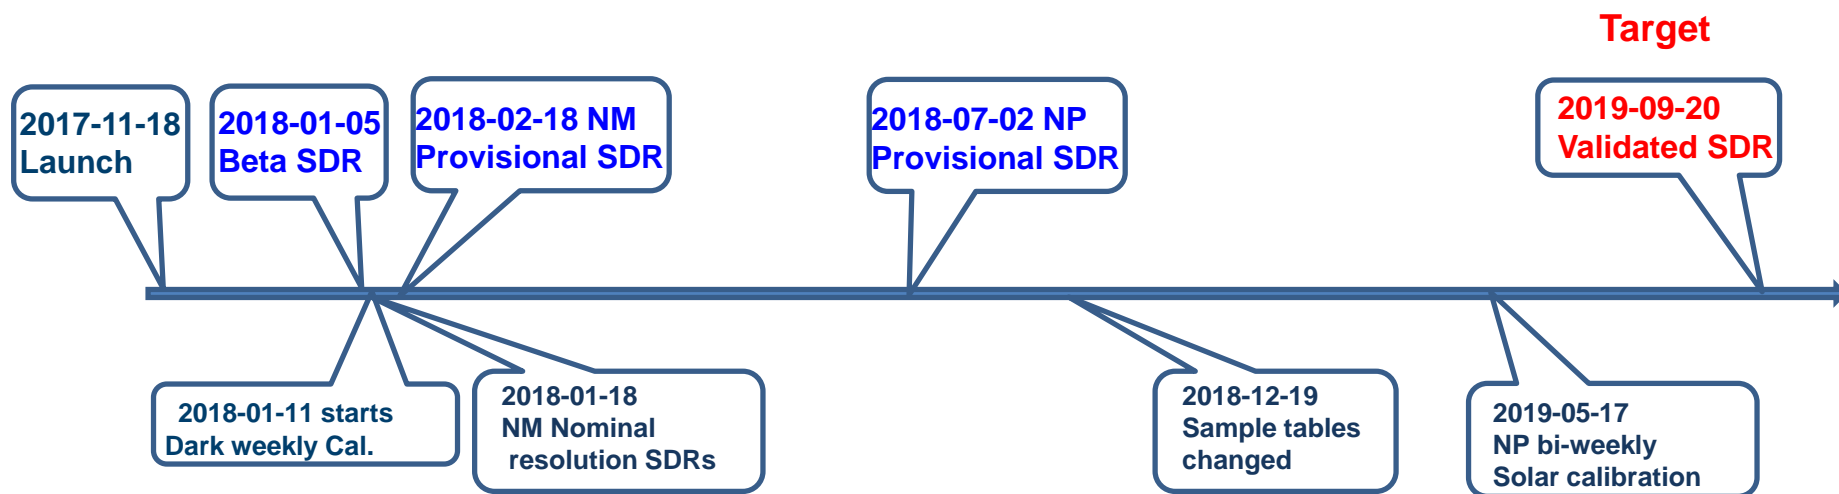 Target
2017-11-18
Launch
2018-01-05
Beta SDR
2018-02-18 NM
Provisional SDR
2018-07-02 NP
Provisional SDR
2019-09-20
Validated SDR
2018-01-11 starts
Dark weekly Cal.
2018-01-18
NM Nominal
resolution SDRs
2018-12-19
Sample tables
changed
2019-05-17
NP bi-weekly
Solar calibration